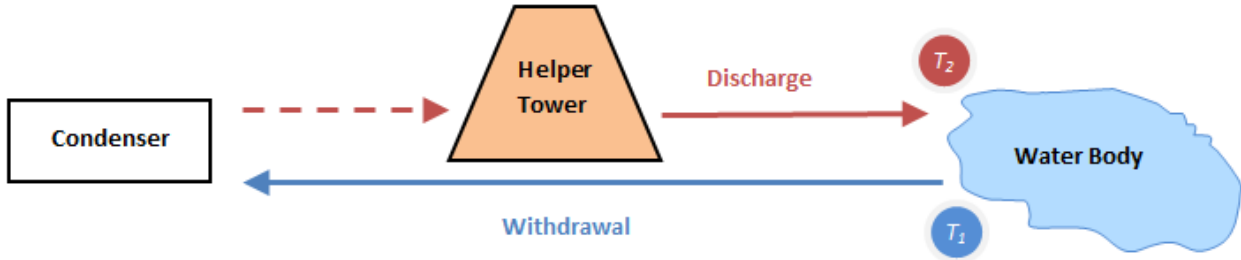 Helper
Tower
Discharge
T2
Condenser
Water Body
Withdrawal
T1